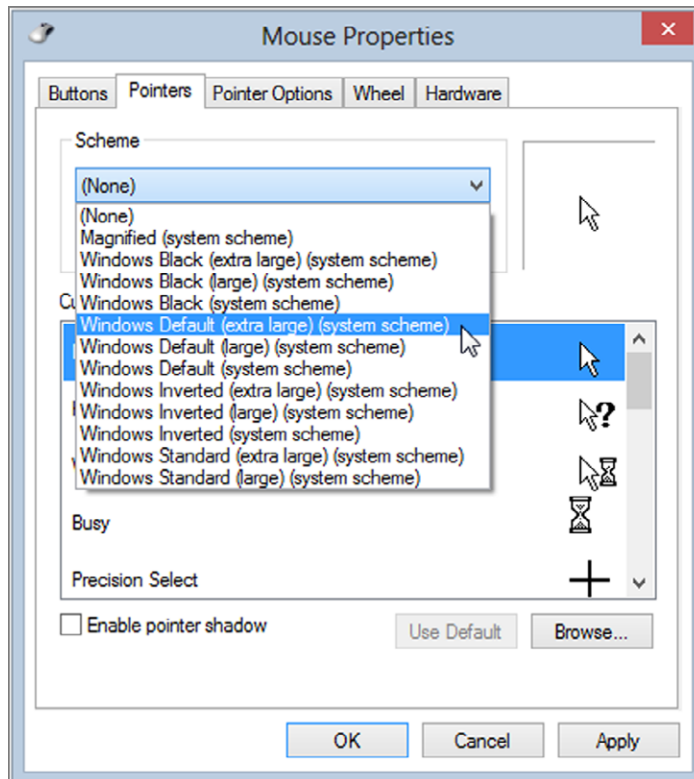 Mouse Properties
Buttons Pointers Pointer Options Wheel Hardware
Scheme
(None)
(None)
Magnified (system scheme)
Windows Black (extra large) (system scheme)
Windows Black (large) (system scheme)
Windows Black (system scheme)
Windows Default (extra large) (system scheme)
Windows Default (large) (system scheme)
Windows Default (system scheme)
Windows Inverted (extra large) (system scheme)
Windows Inverted (large) (system scheme)
Windows Inverted (system scheme)
Windows Standard (extra large) (system scheme)
Windows Standard (large) (system scheme)
Busy
Precision Select
Enable pointer shadow
Use Default Browse...
OK Cancel Apply